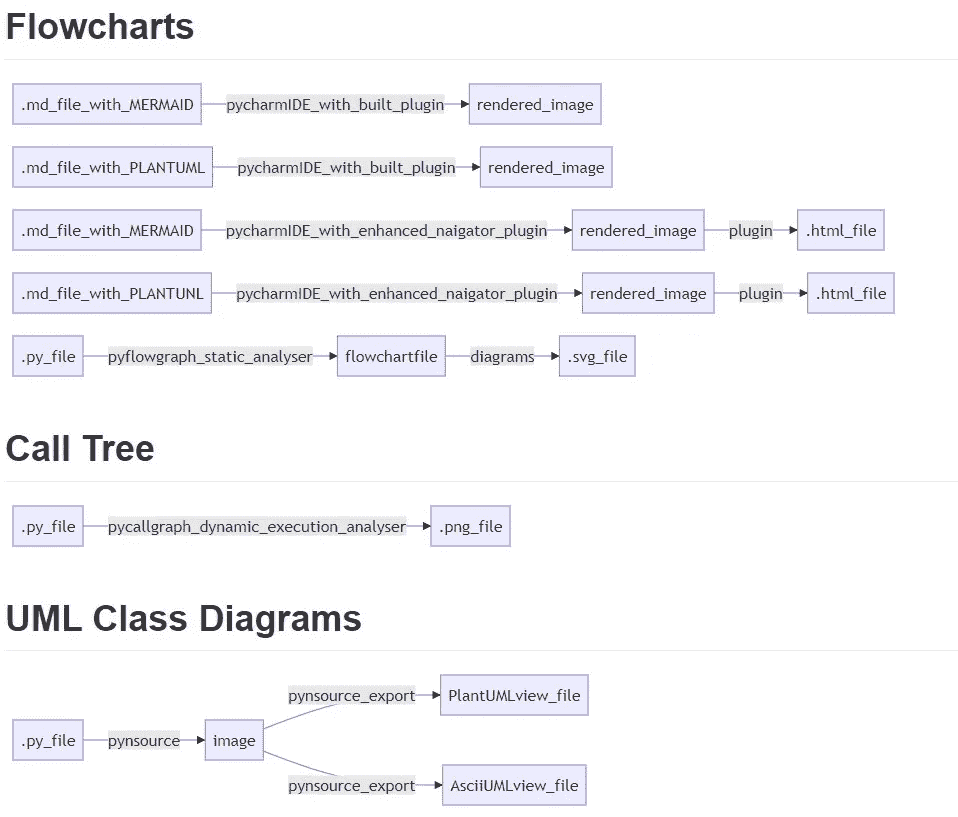 Flowcharts
.md_file_with_MERMAID pycharmIDE_with_built_plugin rendered_image
.md_file_with_PLANTUML pycharmIDE_with_built_plugin rendered_image
.md_file_with_MERMAID pycharmIDE_with_enhanced_naigator_plugin rendered_image plugin .html_file
.md_file_with_PLANTUNL pycharmIDE_with_enhanced_naigator_plugin rendered_image plugin .html_file
.py_file pyflowgraph_static_analyser flowchartfile diagrams .svg_file
Call Tree
.py_file pycallgraph_dynamic_execution_analyser .png_file
UML Class Diagrams
pynsource_export PlantUMLview_file
.py_file pynsource image
pynsource_export AsciiUMLview_file